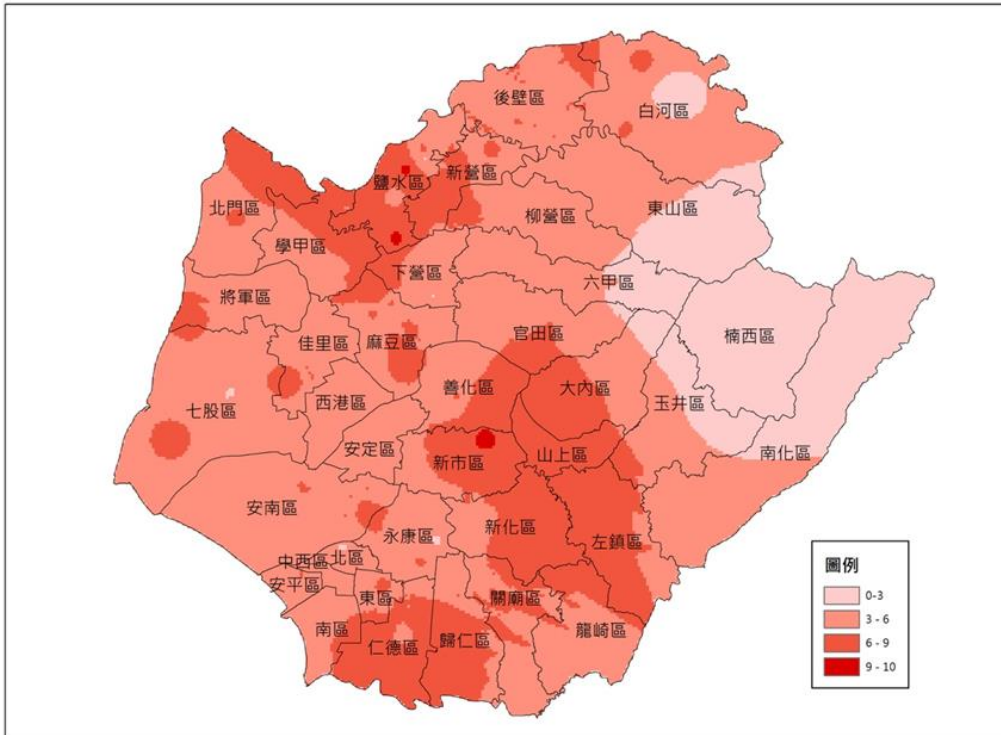 後壁區
白河區
鹽水區
新營區
北門區
柳營區
東山區
學甲區
下營區
六甲區
將軍區
官田區
楠西區
佳里區
麻豆區
善化區
大內區
七股區
西港區
玉井區
安定區
山上區
南化區
新市區
安南區
永康區
新化區
左鎮區
中西區
北區
安平區
東區
關廟區
南區
仁德區
歸仁區
龍崎區
圖例
0-3
3 - 6
6 - 9
9 - 10